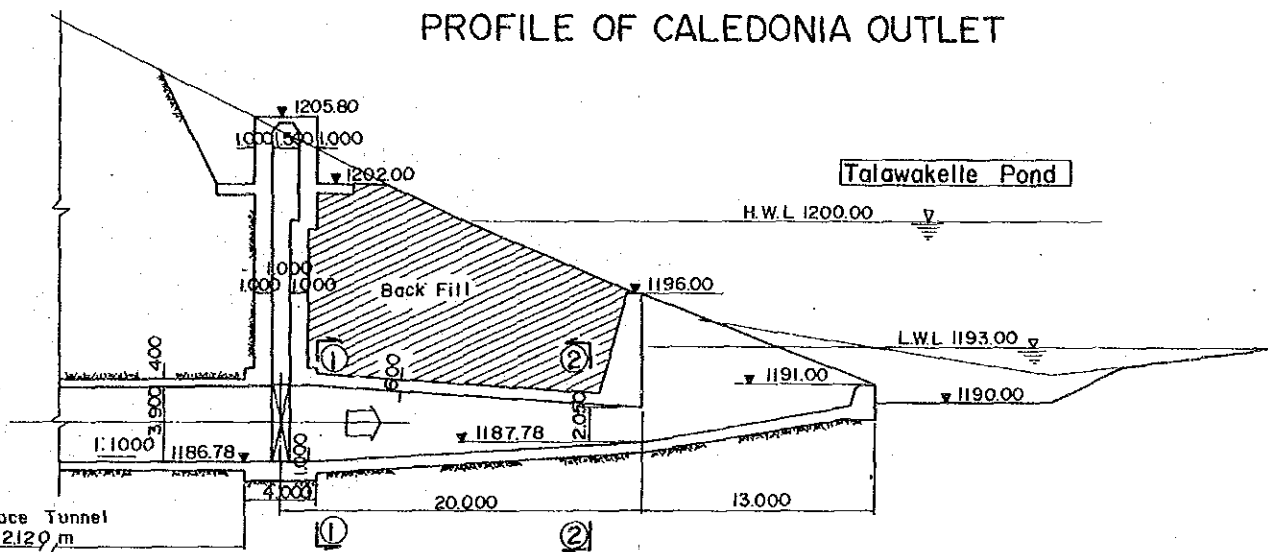 PROFILE OF CALEDONIA OUTLET
1205.80
1.000 1.500 1.000
1202.00
Talawakelle Pond
H.W.L 1200.00
1.000
1.000 1.000
Back Fill
1196.00
L.W.L 1193.00
① ②
400
.600
1191.00
1190.00
3.900
2.050
1:1000
1186.78
1.000
1187.78
4.000
20.000
13.000
Tunnel
① ②